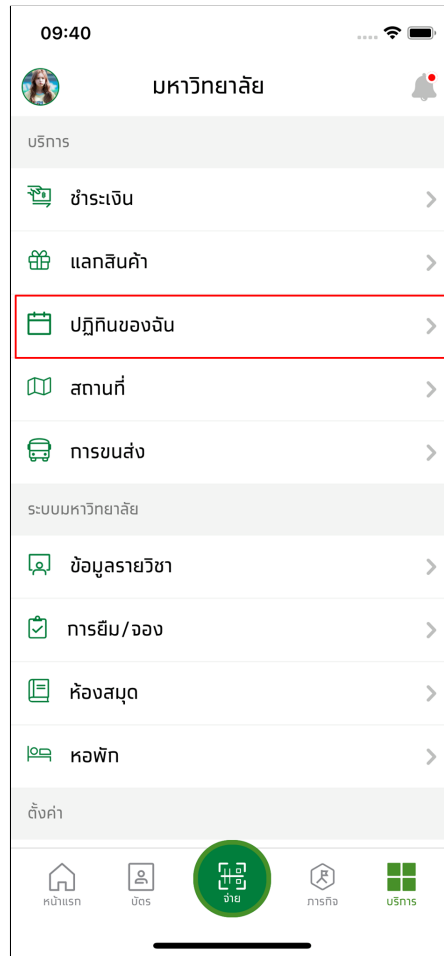 09:40
มหาวิทยาลัย
บริการ
ชำระเงิน
แลกสินค้า
ปฏิทินของฉัน
สถานที่
การขนส่ง
ระบบมหาวิทยาลัย
ข้อมูลรายวิชา
การยืม/จอง
ห้องสมุด
หอพัก
ตั้งค่า
หน้าแรก บัตร จ่าย ภารกิจ บริการ